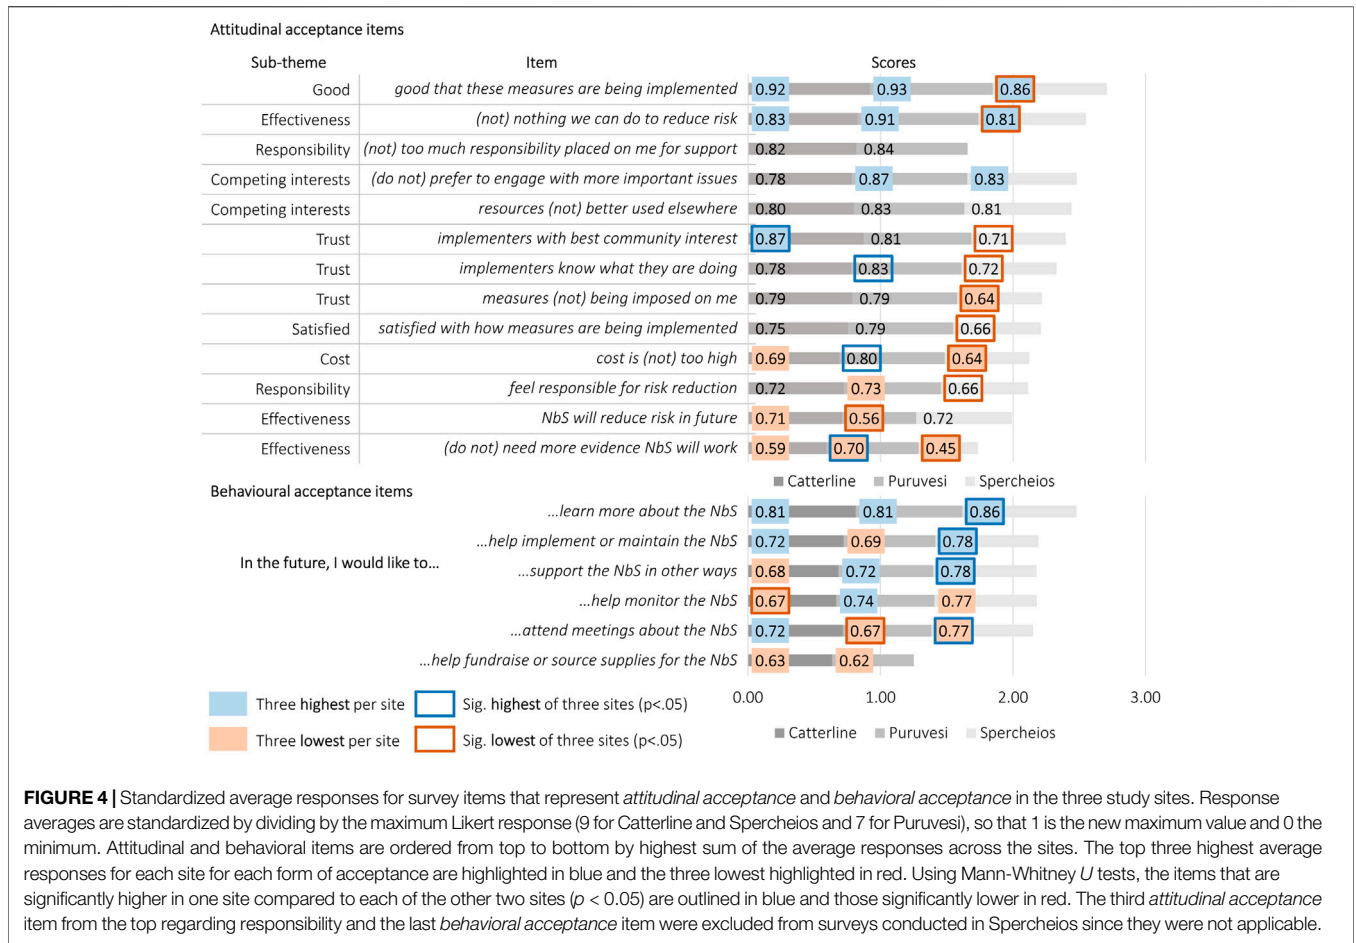 Attitudinal acceptance items
Sub-theme Item Scores
Good good that these measures are being implemented 0.92 0.93 0.86
Effectiveness (not) nothing we can do to reduce risk 0.83 0.91 0.81
Responsibility (not) too much responsibility placed on me for support 0.82 0.84
Competing interests (do not) prefer to engage with more important issues 0.78 0.87 0.83
Competing interests resources (not) better used elsewhere 0.80 0.83 0.81
Trust implementers with best community interest 0.87 0.81 0.71
Trust implementers know what they are doing 0.78 0.83 0.72
Trust measures (not) being imposed on me 0.79 0.79 0.64
Satisfied satisfied with how measures are being implemented 0.75 0.79 0.66
Cost cost is (not) too high 0.69 0.80 0.64
Responsibility feel responsible for risk reduction 0.72 0.73 0.66
Effectiveness NbS will reduce risk in future 0.71 0.56 0.72
Effectiveness (do not) need more evidence NbS will work 0.59 0.70 0.45
Catterline Puruvesi Spercheios
Behavioural acceptance items
...learn more about the NbS 0.81 0.81 0.86
...help implement or maintain the NbS 0.72 0.69 0.78
In the future, I would like to...
...support the NbS in other ways 0.68 0.72 0.78
...help monitor the NbS 0.67 0.74 0.77
...attend meetings about the NbS 0.72 0.67 0.77
...help fundraise or source supplies for the NbS 0.63 0.62
0.00 1.00 2.00 3.00
Three highest per site Sig. highest of three sites (p<.05)
Three lowest per site Sig. lowest of three sites (p<.05)
Catterline Puruvesi Spercheios
FIGURE 4 | Standardized average responses for survey items that represent attitudinal acceptance and behavioral acceptance in the three study sites. Response
averages are standardized by dividing by the maximum Likert response (9 for Catterline and Spercheios and 7 for Puruvesi), so that 1 is the new maximum value and 0 the
minimum. Attitudinal and behavioral items are ordered from top to bottom by highest sum of the average responses across the sites. The top three highest average
responses for each site for each form of acceptance are highlighted in blue and the three lowest highlighted in red. Using Mann-Whitney U tests, the items that are
significantly higher in one site compared to each of the other two sites (p < 0.05) are outlined in blue and those significantly lower in red. The third attitudinal acceptance
item from the top regarding responsibility and the last behavioral acceptance item were excluded from surveys conducted in Spercheios since they were not applicable.